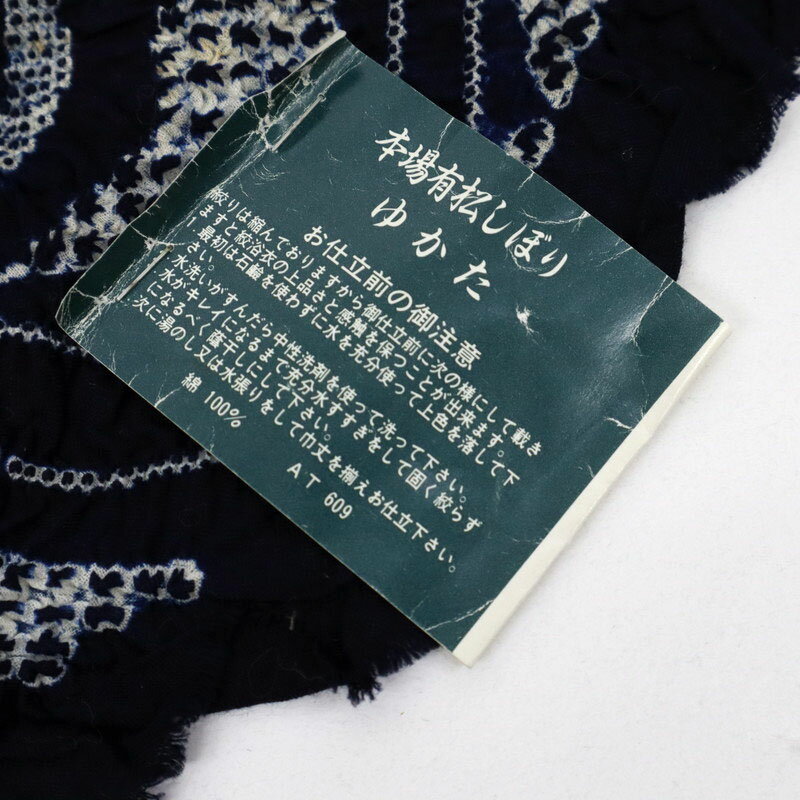 本場有松しぼり
ゆかた
お仕立前の御注意
絞りは縮んでおりますから御仕立前に次の様にして戴き
ますと絞浴衣の上品さと感触を保つことが出来ます。
1.最初は石鹸を使わずに水を充分使って上色を落して下
さい。
水洗いがすんだら中性洗剤を使って洗って下さい。
水がキレイになるまで充分水すすぎをして固く絞らず
になるべく蔭干しにして下さい。
次に湯のし又は水張りをして巾丈を揃えお仕立下さい。
綿 100%
AT 609